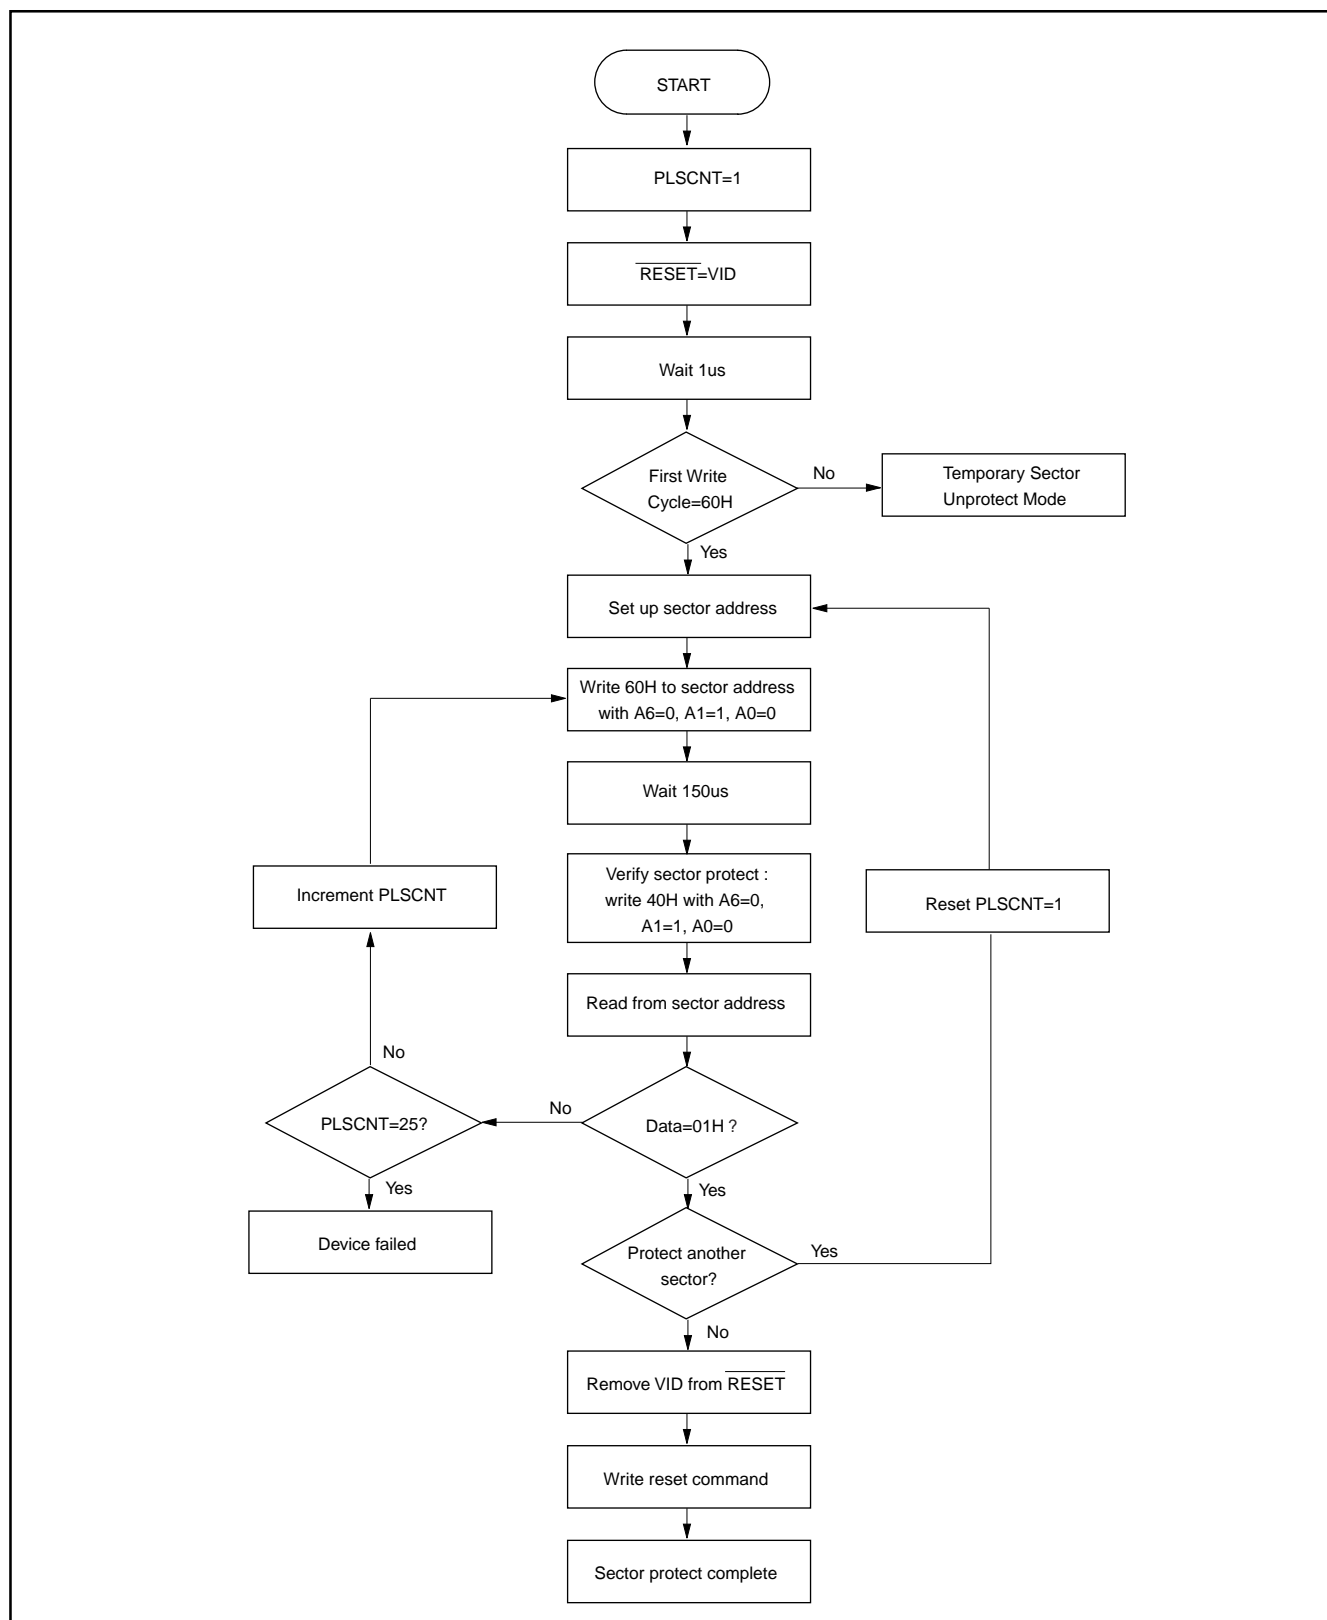 START
PLSCNT=1
RESET=VID
Wait 1us
First Write
Cycle=60H
No
Temporary Sector
Unprotect Mode
Yes
Set up sector address
Write 60H to sector address
with A6=0, A1=1, A0=0
Wait 150us
Verify sector protect :
write 40H with A6=0,
A1=1, A0=0
Increment PLSCNT
Reset PLSCNT=1
Read from sector address
No
PLSCNT=25?
No
Data=01H ?
Yes
Yes
Device failed
Protect another
sector?
Yes
No
Remove VID from RESET
Write reset command
Sector protect complete